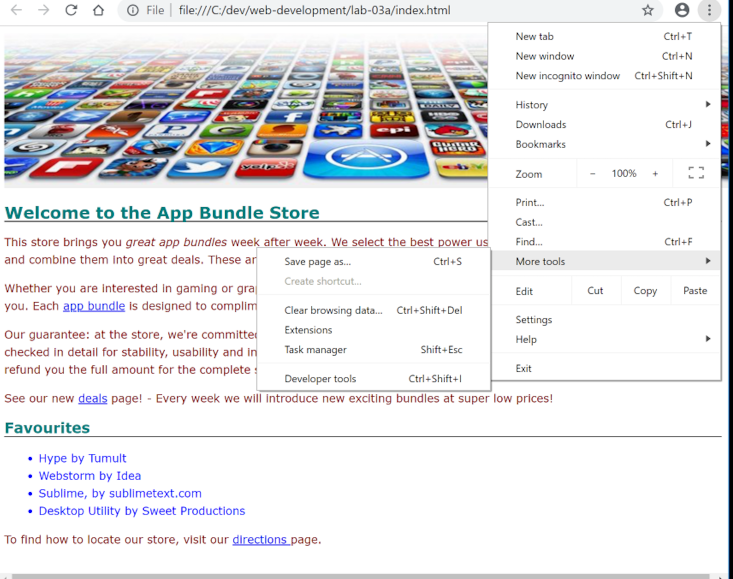 File | file:///C:/dev/web-development/lab-03a/index.html
New tab Ctrl+T
New window Ctrl+N
New incognito window Ctrl+Shift+N
History
Downloads Ctrl+J
Bookmarks
Zoom − 100% +
Print... Ctrl+P
Cast...
Find... Ctrl+F
More tools
Edit Cut Copy Paste
Settings
Help
Exit
Save page as... Ctrl+S
Create shortcut...
Clear browsing data... Ctrl+Shift+Del
Extensions
Task manager Shift+Esc
Developer tools Ctrl+Shift+I
yelp
epi
Going
Hero
Welcome to the App Bundle Store
This store brings you great app bundles week after week. We select the best power us
and combine them into great deals. These ar
Whether you are interested in gaming or gra
you. Each app bundle is designed to complim
Our guarantee: at the store, we're committe
checked in detail for stability, usability and in
refund you the full amount for the complete s
See our new deals page! - Every week we will introduce new exciting bundles at super low prices!
Favourites
• Hype by Tumult
• Webstorm by Idea
• Sublime, by sublimetext.com
• Desktop Utility by Sweet Productions
To find how to locate our store, visit our directions page.